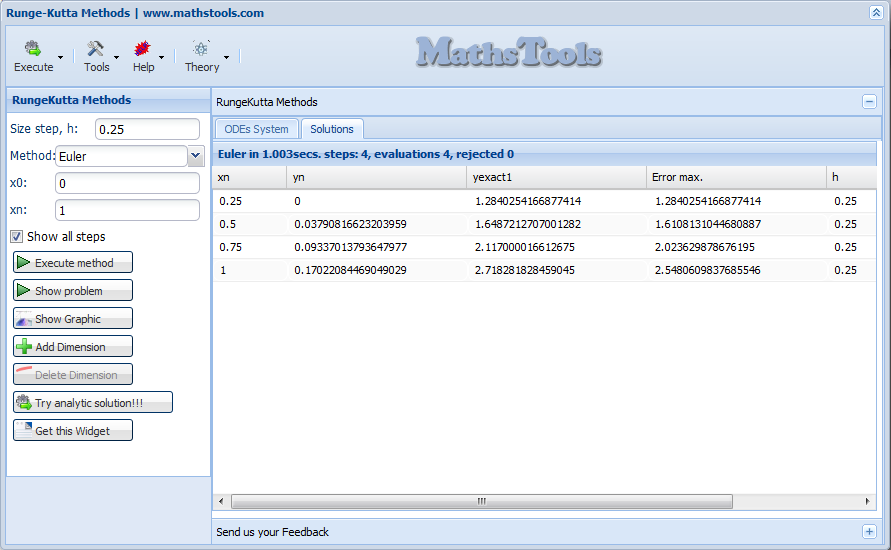 Runge-Kutta Methods | www.mathstools.com
Execute
Tools
Help
Theory
MathsTools
RungeKutta Methods
Size step, h: 0.25
Method: Euler
x0: 0
xn: 1
Show all steps
Execute method
Show problem
Show Graphic
Add Dimension
Delete Dimension
Try analytic solution!!!
Get this Widget
RungeKutta Methods
ODEs System Solutions
Euler in 1.003secs. steps: 4, evaluations 4, rejected 0
xn yn yexact1 Error max. h
0.25 0 1.2840254166877414 1.2840254166877414 0.25
0.5 0.03790816623203959 1.6487212707001282 1.6108131044680887 0.25
0.75 0.09337013793647977 2.117000016612675 2.023629878676195 0.25
1 0.17022084469049029 2.718281828459045 2.5480609837685546 0.25
Send us your Feedback